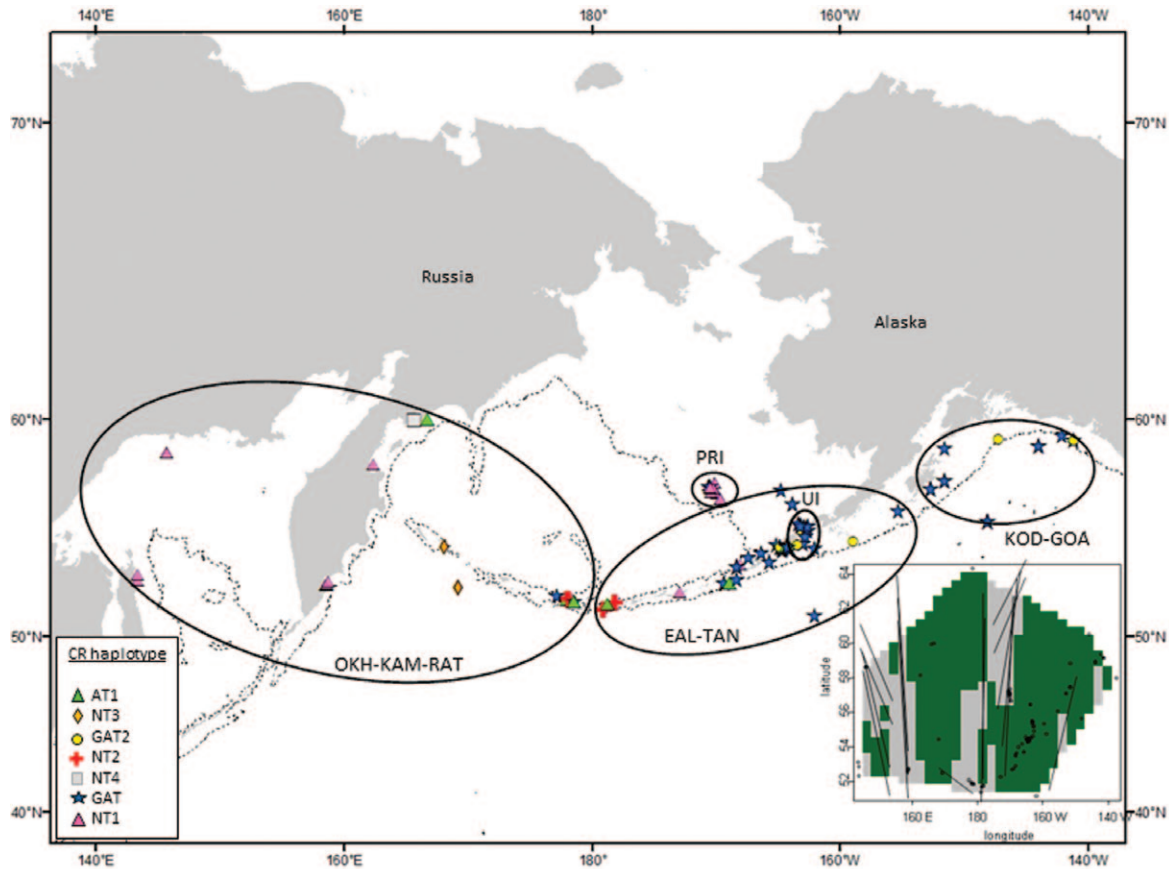 140°E 160°E 180° 160°W 140°W
70°N 70°N
Russia
Alaska
60°N 60°N
PRI
UI
KOD-GOA
EAL-TAN
OKH-KAM-RAT
50°N 50°N
CR haplotype
AT1
NT3
GAT2
NT2
NT4
GAT
NT1
latitude
64
62
60
58
56
54
52
160 E 180 160 W 140 W
longitude
40°N 40°N
140°E 160°E 180° 160°W 140°W